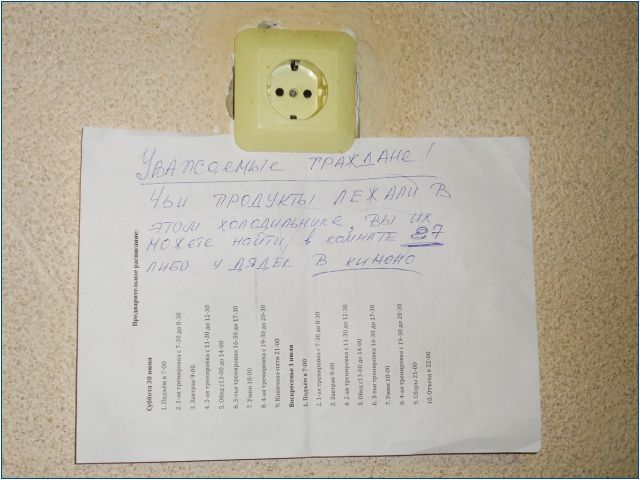 Уважаемые граждане!
Чьи продукты лежали в
этом холодильнике, вы их
можете найти в комнате 27
либо у дядек в кимоно
Предварительное расписание:
Суббота 30 июня
1. Подъём в 7-00
2. 1-ая тренировка с 7-30 до 8-30
3. Завтрак 9-00
4. 2-ая тренировка с 11-30 до 12-30
5. Обед с13-00 до 14-00
6. 3-тья тренировка 16-30 до 17-30
7. Ужин 18-00
8. 4-ая тренировка с 19-30 до 20-30
9. 21-00
Воскресенье 1 июля
1. Подъём в 7-00
2. 1-ая тренировка с 7-30 до 8-30
3. Завтрак 9-00
4. 2-ая тренировка с 11-30 до 12-30
5. Обед с13-00 до 14-00
6. 3-тья тренировка 16-30 до 17-30
7. Ужин 18-00
8. 4-ая тренировка с 19-30 до 20-30
9. Сборы 21-00
10. Отъезд в 22-00